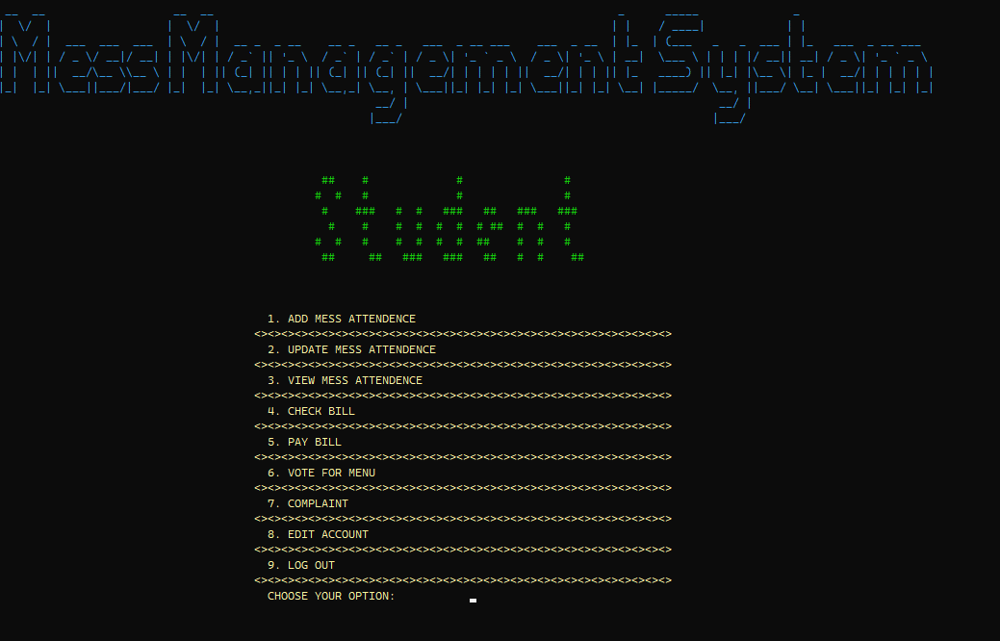 Mess Management System
Student
1. ADD MESS ATTENDENCE
<><><><><><><><><><><><><><><><><><><><><><><><><><><><><><><>
2. UPDATE MESS ATTENDENCE
<><><><><><><><><><><><><><><><><><><><><><><><><><><><><><><>
3. VIEW MESS ATTENDENCE
<><><><><><><><><><><><><><><><><><><><><><><><><><><><><><><>
4. CHECK BILL
<><><><><><><><><><><><><><><><><><><><><><><><><><><><><><><>
5. PAY BILL
<><><><><><><><><><><><><><><><><><><><><><><><><><><><><><><>
6. VOTE FOR MENU
<><><><><><><><><><><><><><><><><><><><><><><><><><><><><><><>
7. COMPLAINT
<><><><><><><><><><><><><><><><><><><><><><><><><><><><><><><>
8. EDIT ACCOUNT
<><><><><><><><><><><><><><><><><><><><><><><><><><><><><><><>
9. LOG OUT
<><><><><><><><><><><><><><><><><><><><><><><><><><><><><><><>
CHOOSE YOUR OPTION: